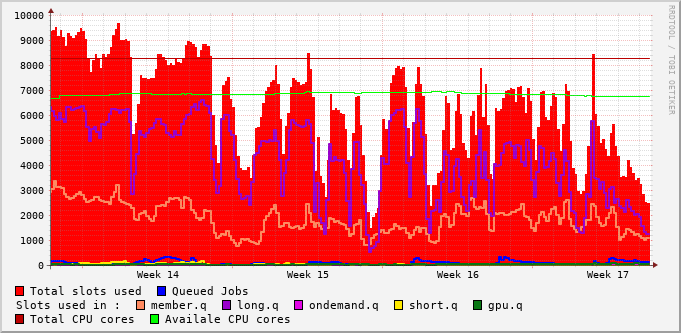 10000
9000
8000
7000
6000
5000
4000
3000
2000
1000
0
Week 14 Week 15 Week 16 Week 17
Total slots used Queued Jobs
Slots used in : member.q long.q ondemand.q short.q gpu.q
Total CPU cores Availale CPU cores
RRDTOOL / TOBI OETIKER